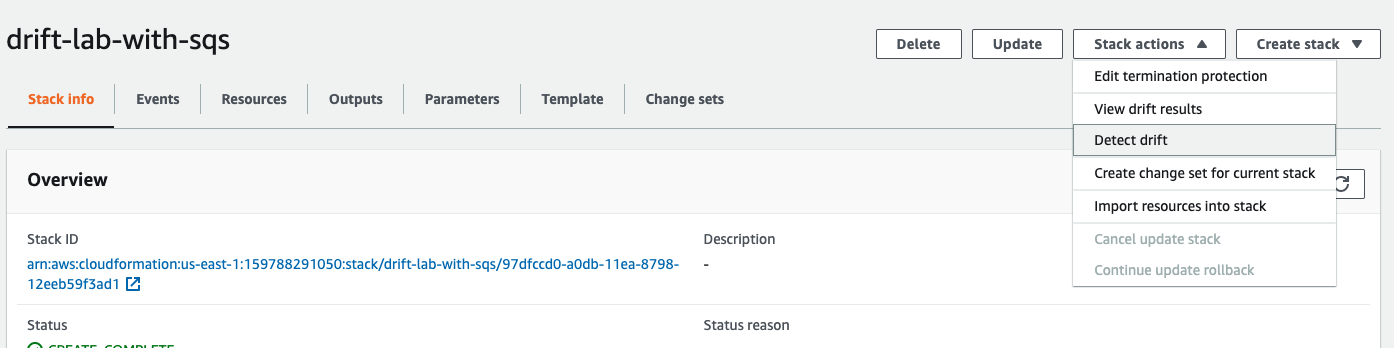 drift-lab-with-sqs
Delete
Update
Stack actions
Create stack
Edit termination protection
View drift results
Detect drift
Create change set for current stack
Import resources into stack
Cancel update stack
Continue update rollback
Stack info
Events
Resources
Outputs
Parameters
Template
Change sets
Overview
Stack ID
arn:aws:cloudformation:us-east-1:159788291050:stack/drift-lab-with-sqs/97dfccd0-a0db-11ea-8798-
12eeb59f3ad1
Description
-
Status
CREATE_COMPLETE
Status reason